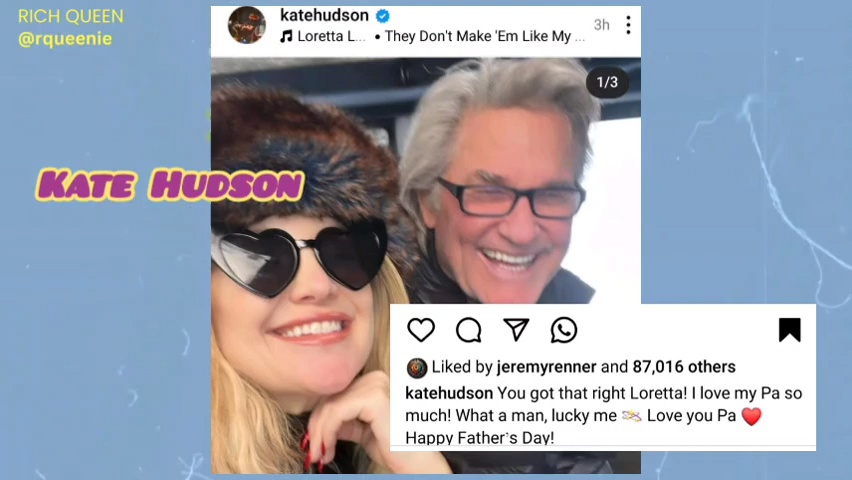 RICH QUEEN
@rqueenie
katehudson
3h
Loretta L... • They Don't Make 'Em Like My ...
1/3
KATE HUDSON
Liked by jeremyrenner and 87,016 others
katehudson You got that right Loretta! I love my Pa so
much! What a man, lucky me Love you Pa ❤️
Happy Father's Day!